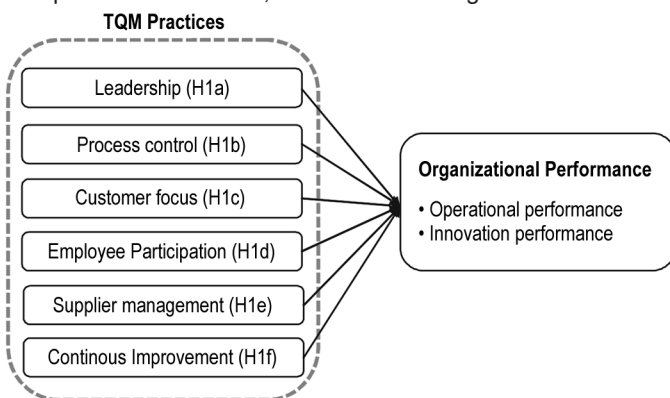 TQM Practices
Leadership (H1a)
Process control (H1b)
Customer focus (H1c)
Employee Participation (H1d)
Supplier management (H1e)
Continous Improvement (H1f)
Organizational Performance
• Operational performance
• Innovation performance